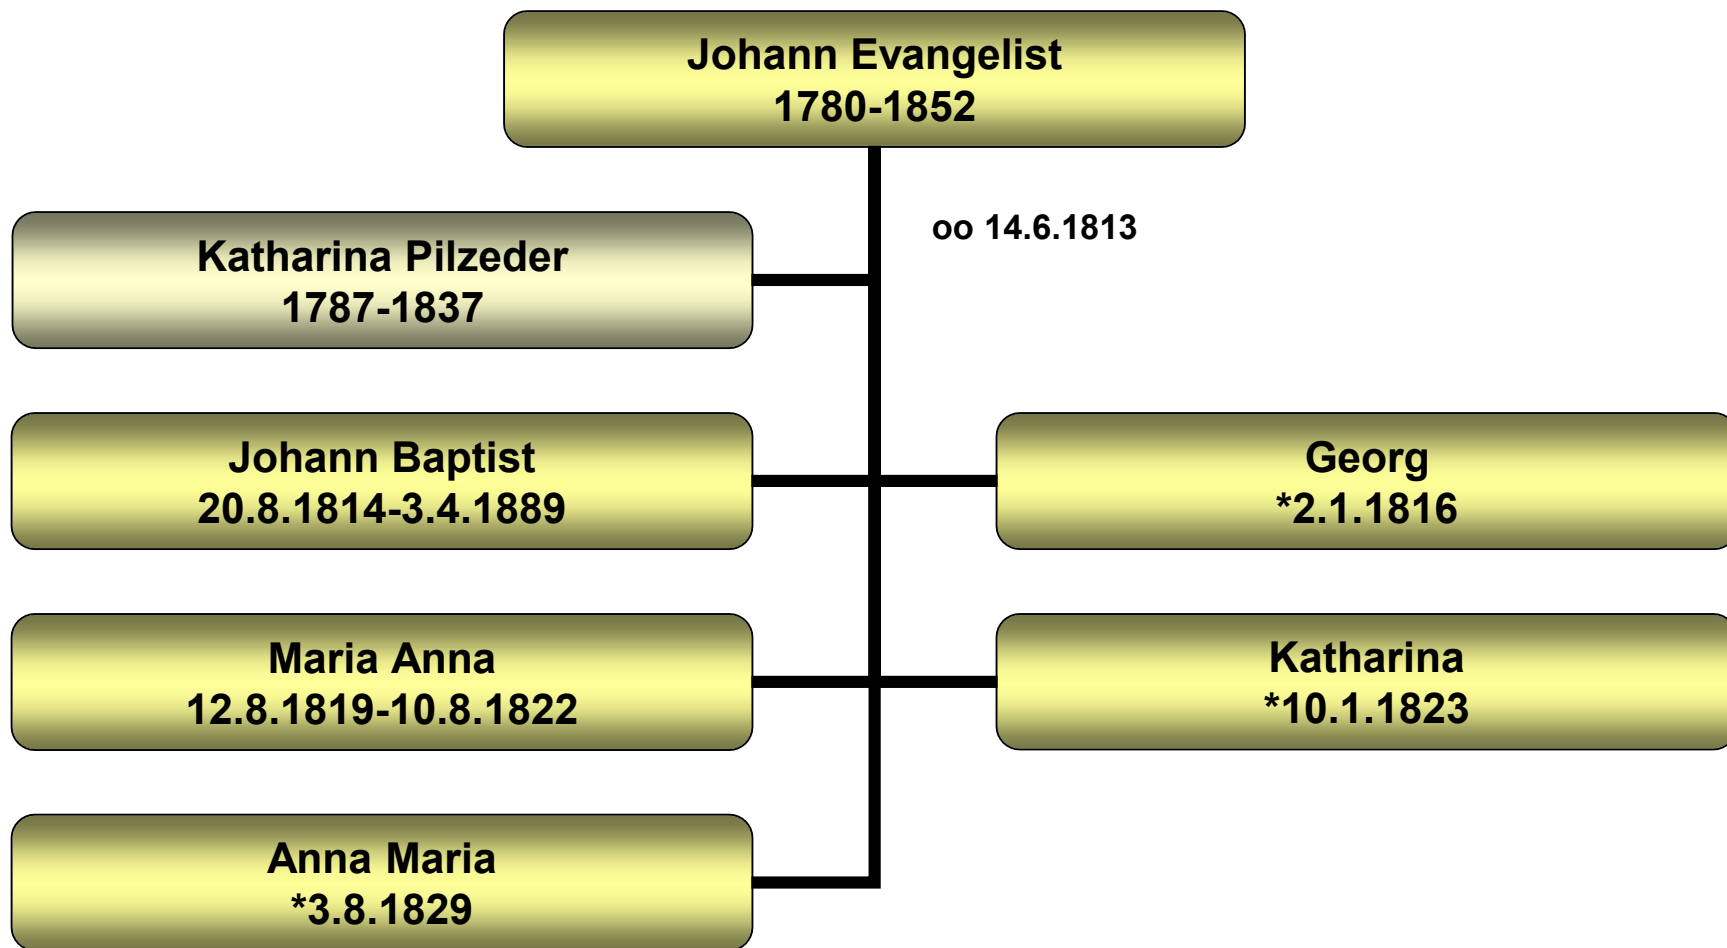 Johann Evangelist
1780-1852
oo 14.6.1813
Katharina Pilzeder
1787-1837
Johann Baptist
20.8.1814-3.4.1889
Georg
*2.1.1816
Maria Anna
12.8.1819-10.8.1822
Katharina
*10.1.1823
Anna Maria
*3.8.1829